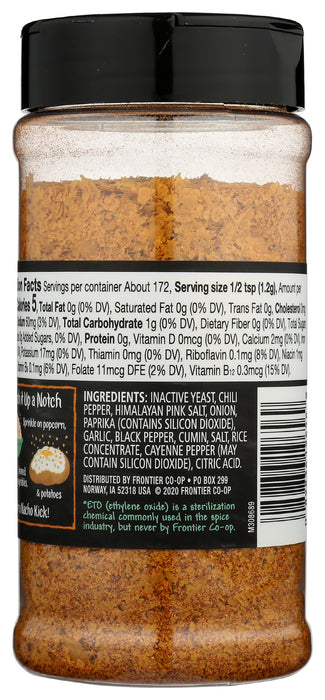 Facts Servings per container About 172, Serving size 1/2 tsp (1.2g), Amount per
5, Total Fat 0g (0% DV), Saturated Fat 0g (0% DV), Trans Fat 0g, Cholesterol
60mg (3% DV), Total Carbohydrate 1g (0% DV), Dietary Fiber 0g (0% DV), Total
Added Sugars (0% DV), Protein 0g, Vitamin D 0mcg (0% DV), Calcium 2mg (0%
Potassium 17mg (0% DV), Thiamin 0mg (0% DV), Riboflavin 0.1mg (8% DV), Niacin 1mg
0.1mg (6% DV), Folate 11mcg DFE (2% DV), Vitamin B12 0.3mcg (15% DV).
Up a Notch
Sprinkle on popcorn,
& potatoes
Nacho Kick!
INGREDIENTS: INACTIVE YEAST, CHILI
PEPPER, HIMALAYAN PINK SALT, ONION,
PAPRIKA (CONTAINS SILICON DIOXIDE),
GARLIC, BLACK PEPPER, CUMIN, SALT, RICE
CONCENTRATE, CAYENNE PEPPER (MAY
CONTAIN SILICON DIOXIDE), CITRIC ACID.
DISTRIBUTED BY FRONTIER CO-OP • PO BOX 299
NORWAY, IA 52318 USA © 2020 FRONTIER CO-OP
*ETO (ethylene oxide) is a sterilization
chemical commonly used in the spice
industry, but never by Frontier Co-op.
M308689